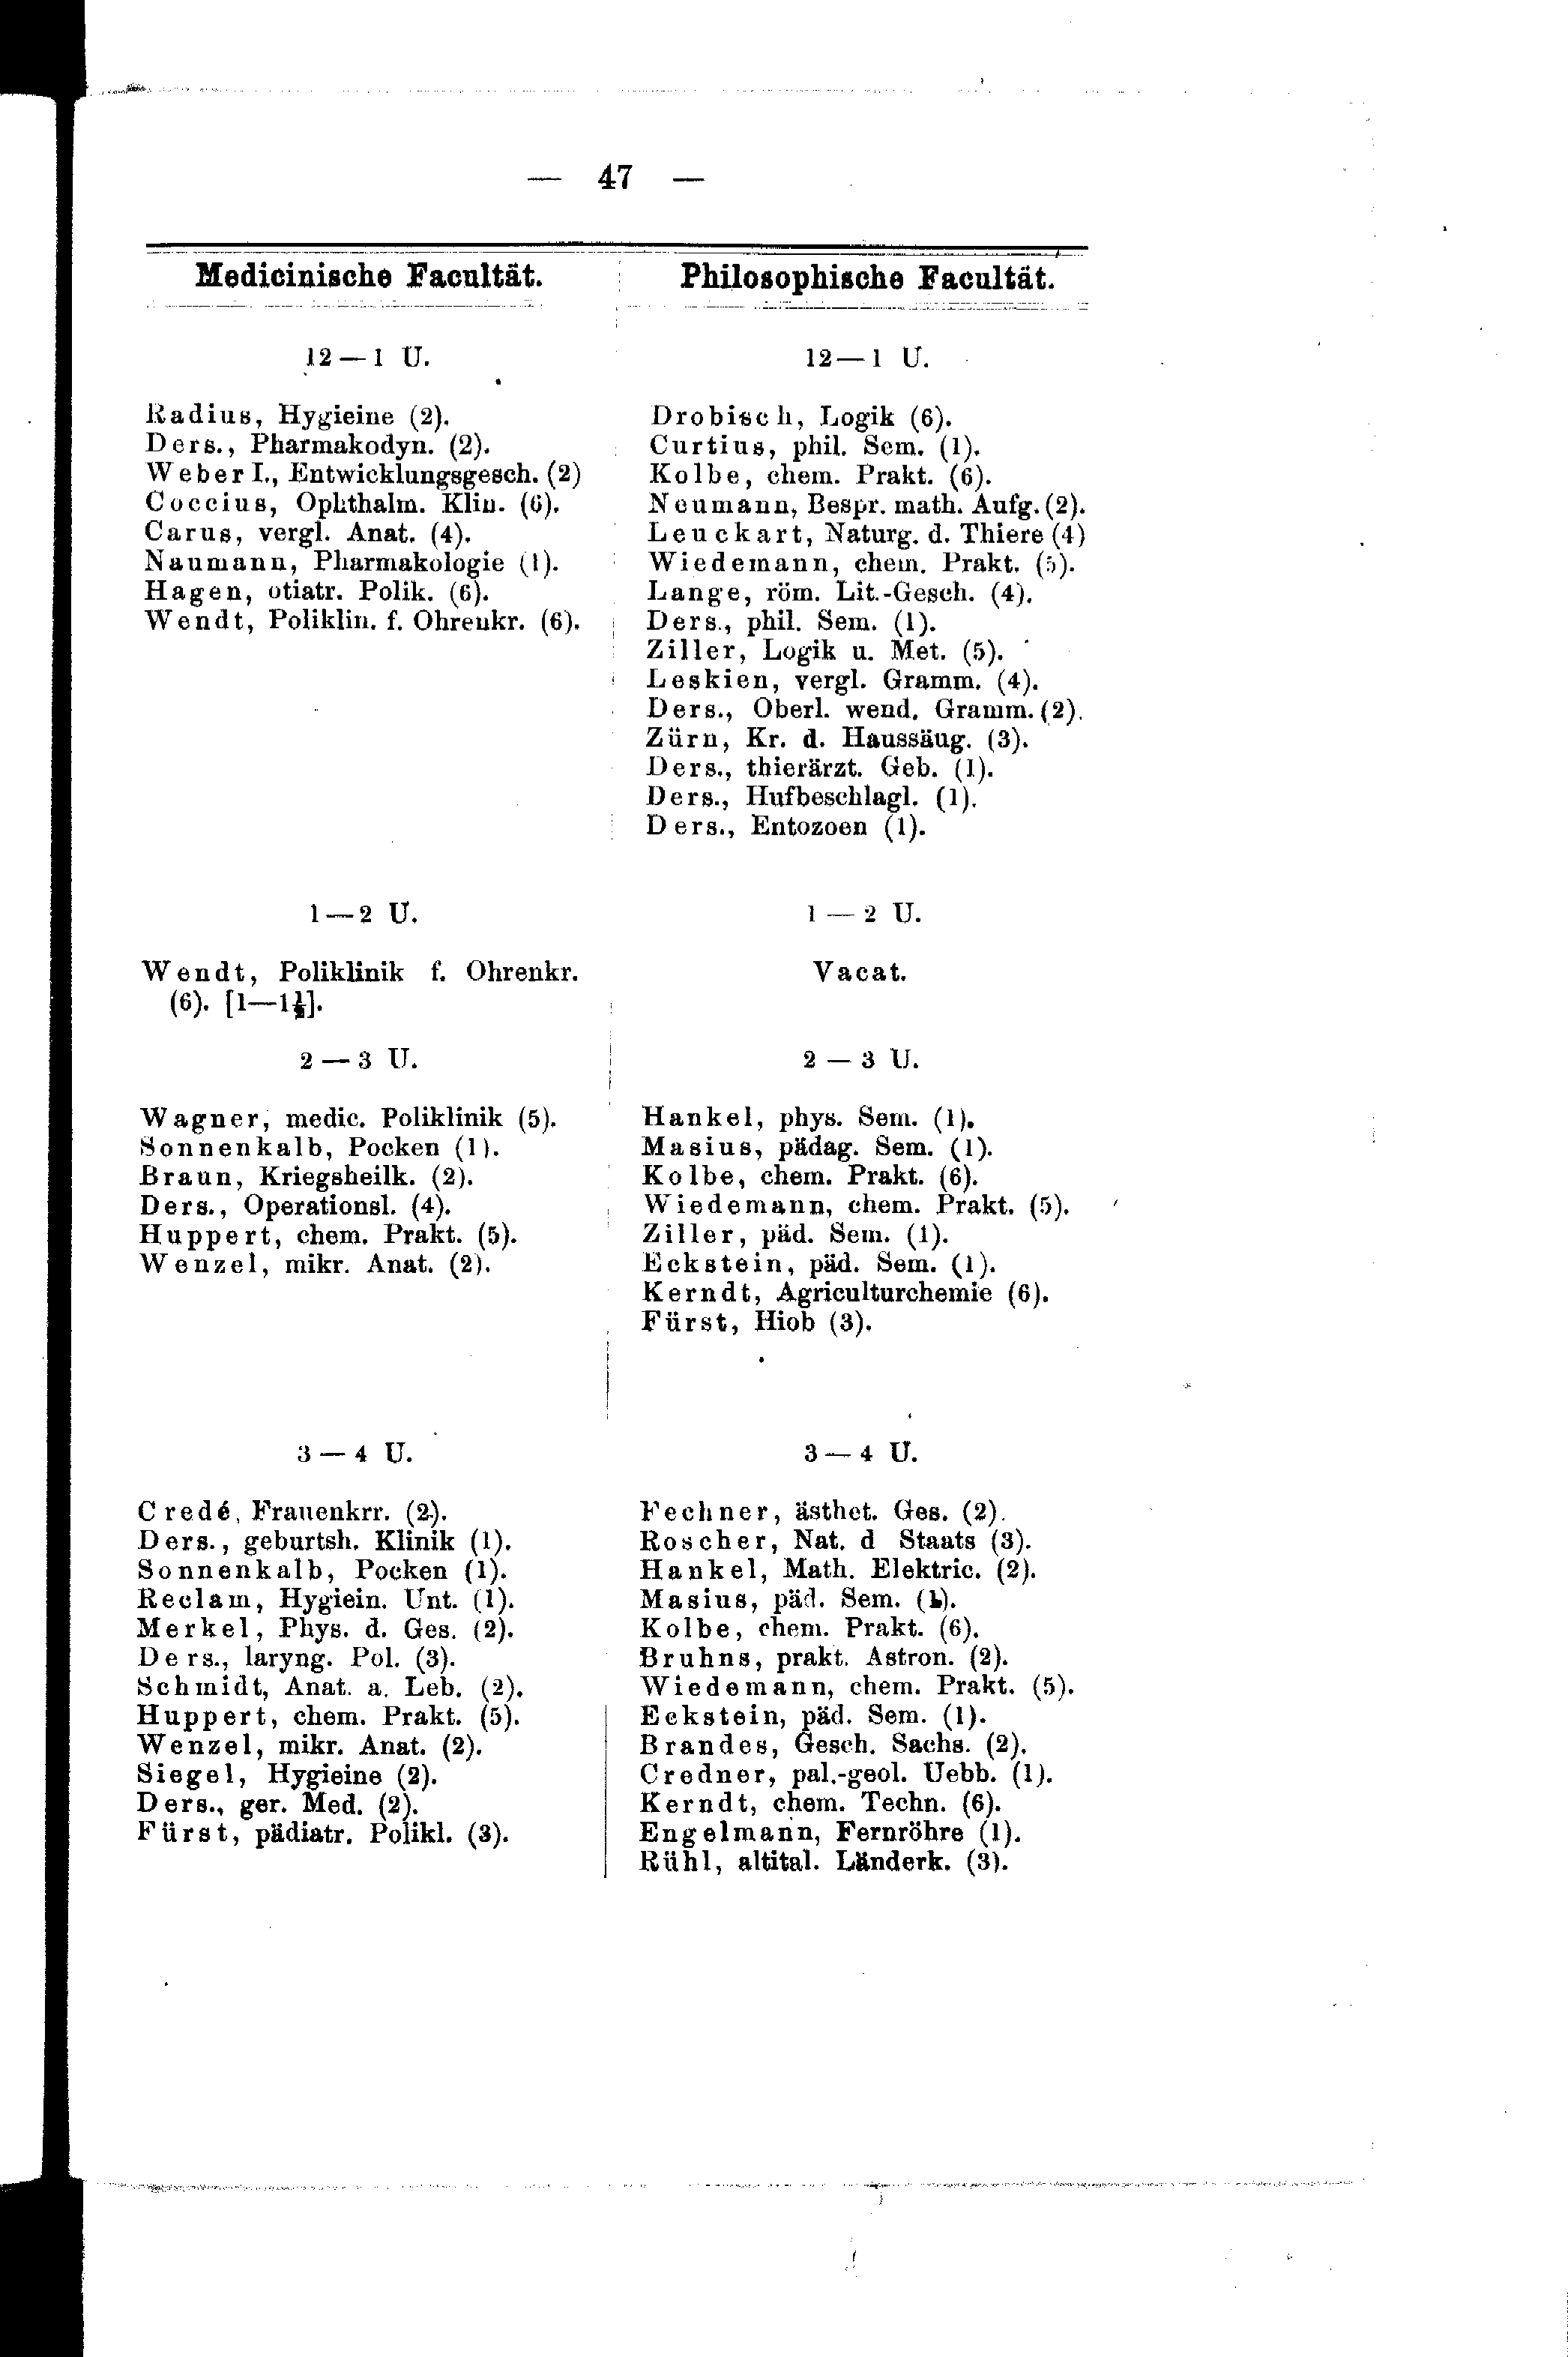 — 47 —
Medicinische Facultät.
12—1 U.
Radius, Hygieine (2).
Ders., Pharmakodyn. (2).
Weber I., Entwicklungsgesch. (2)
Coccius, Ophthalm. Klin. (6).
Carus, vergl. Anat. (4).
Naumann, Pharmakologie (1).
Hagen, otiatr. Polik. (6).
Wendt, Poliklin. f. Ohrenkr. (6).
1—2 U.
Wendt, Poliklinik f. Ohrenkr.
(6). [1—1½].
2—3 U.
Wagner, medic. Poliklinik (5).
Sonnenkalb, Pocken (1).
Braun, Kriegsheilk. (2).
Ders., Operationsl. (4).
Huppert, chem. Prakt. (5).
Wenzel, mikr. Anat. (2).
3—4 U.
Credé, Frauenkrr. (2).
Ders., geburtsh. Klinik (1).
Sonnenkalb, Pocken (1).
Reclam, Hygiein. Unt. (1).
Merkel, Phys. d. Ges. (2).
Ders., laryng. Pol. (3).
Schmidt, Anat. a. Leb. (2).
Huppert, chem. Prakt. (5).
Wenzel, mikr. Anat. (2).
Siegel, Hygieine (2).
Ders., ger. Med. (2).
Fürst, pädiatr. Polikl. (3).
Philosophische Facultät.
12—1 U.
Drobisch, Logik (6).
Curtius, phil. Sem. (1).
Kolbe, chem. Prakt. (6).
Neumann, Bespr. math. Aufg. (2).
Leuckart, Naturg. d. Thiere (4)
Wiedemann, chem. Prakt. (5).
Lange, röm. Lit.-Gesch. (4).
Ders., phil. Sem. (1).
Ziller, Logik u. Met. (5).
Leskien, vergl. Gramm. (4).
Ders., Oberl. wend. Gramm. (2).
Zürn, Kr. d. Haussäug. (3).
Ders., thierärzt. Geb. (1).
Ders., Hufbeschlagl. (1).
Ders., Entozoen (1).
1—2 U.
Vacat.
2—3 U.
Hankel, phys. Sem. (1).
Masius, pädag. Sem. (1).
Kolbe, chem. Prakt. (6).
Wiedemann, chem. Prakt. (5).
Ziller, päd. Sem. (1).
Eckstein, päd. Sem. (1).
Kerndt, Agriculturchemie (6).
Fürst, Hiob (3).
3—4 U.
Fechner, ästhet. Ges. (2).
Roscher, Nat. d Staats (3).
Hankel, Math. Elektric. (2).
Masius, päd. Sem. (1).
Kolbe, chem. Prakt. (6).
Bruhns, prakt. Astron. (2).
Wiedemann, chem. Prakt. (5).
Eckstein, päd. Sem. (1).
Brandes, Gesch. Sachs. (2).
Credner, pal.-geol. Uebb. (1).
Kerndt, chem. Techn. (6).
Engelmann, Fernröhre (1).
Rühl, altital. Länderk. (3).